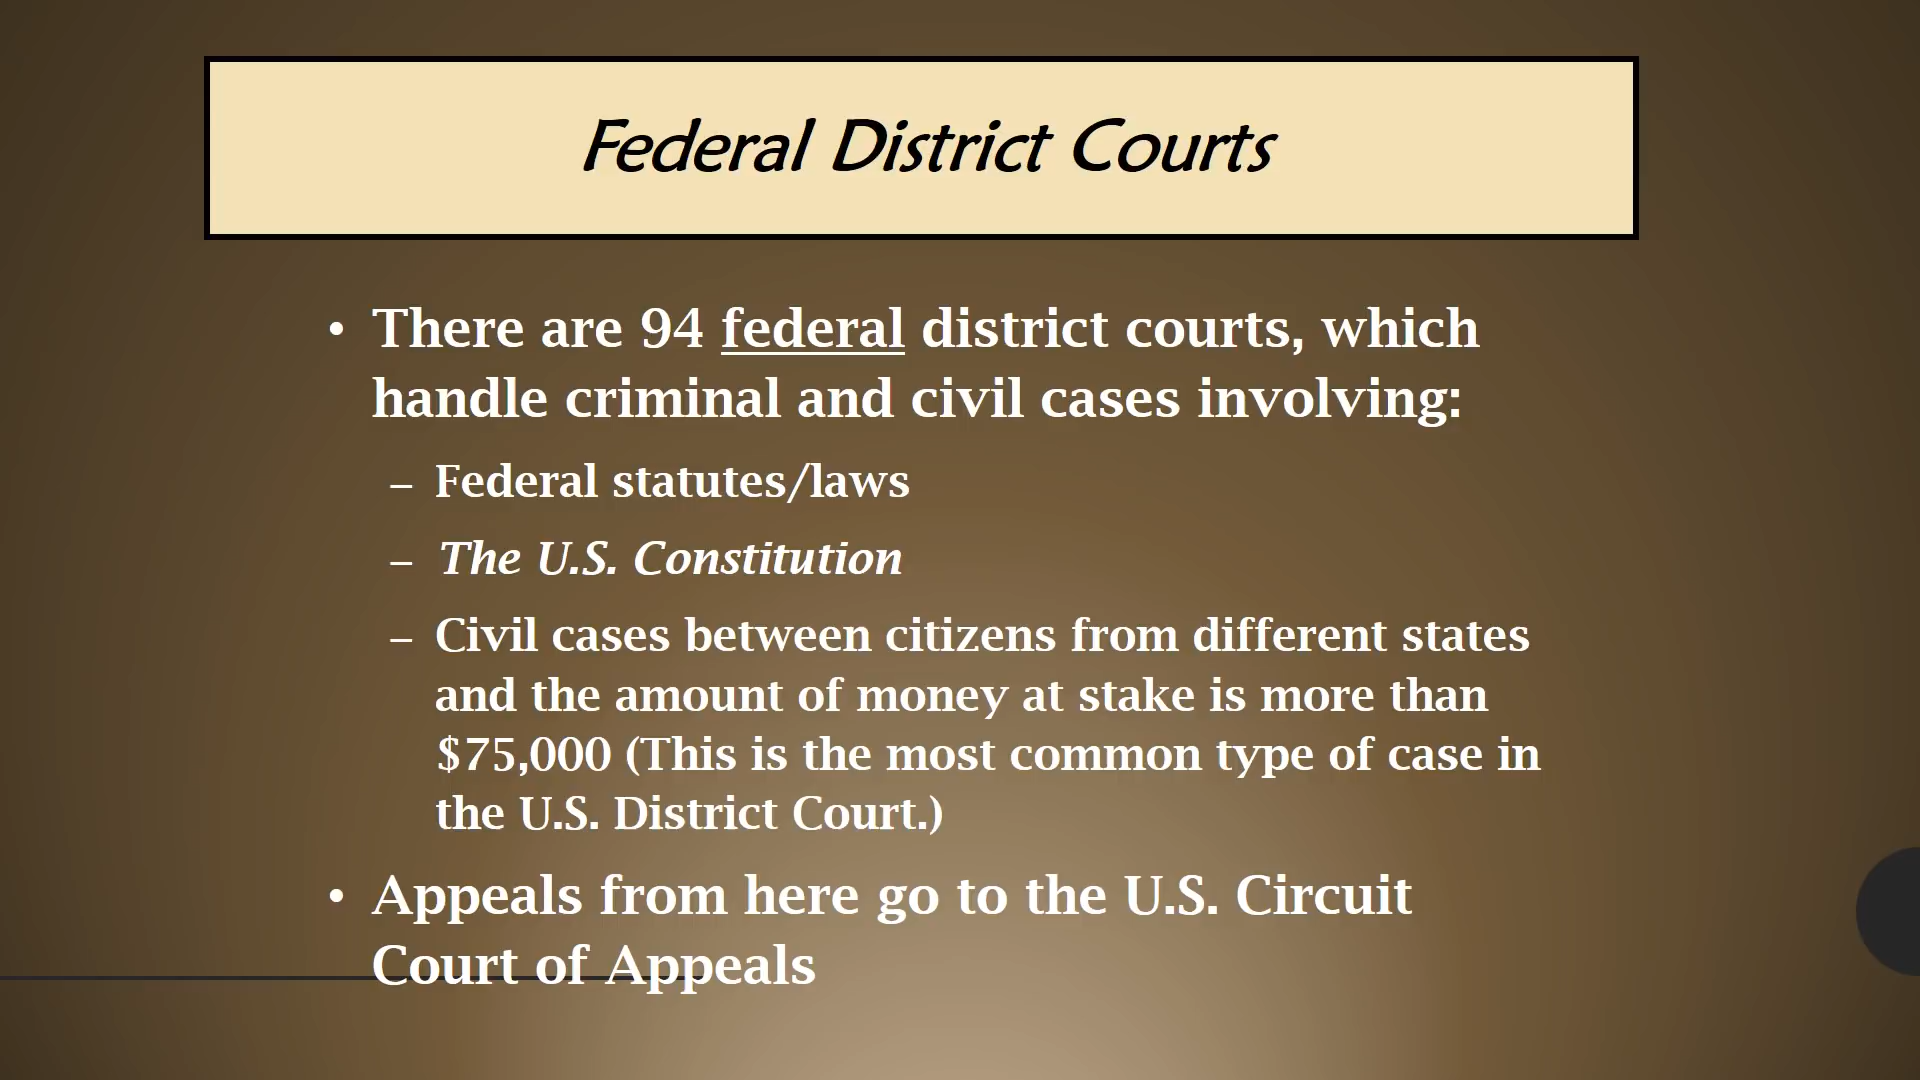 Federal District Courts
• There are 94 federal district courts, which
handle criminal and civil cases involving:
– Federal statutes/laws
– The U.S. Constitution
– Civil cases between citizens from different states
and the amount of money at stake is more than
$75,000 (This is the most common type of case in
the U.S. District Court.)
• Appeals from here go to the U.S. Circuit
Court of Appeals